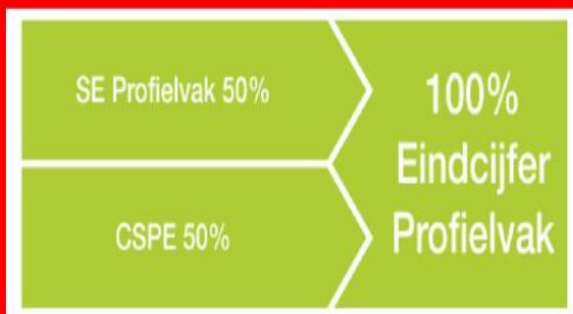 SE Profielvak 50%
CSPE 50%
100%
Eindcijfer
Profielvak